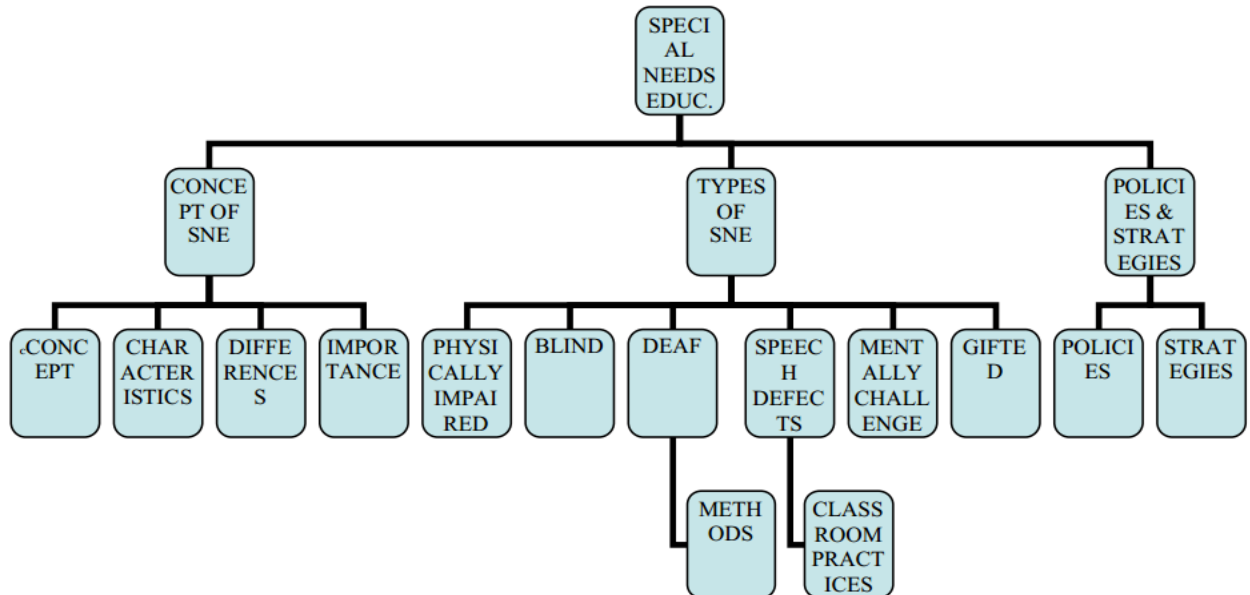 SPECI
AL
NEEDS
EDUC.
CONCE
PT OF
SNE
TYPES
OF
SNE
POLICI
ES &
STRAT
EGIES
cCONC
EPT
CHAR
ACTER
ISTICS
DIFFE
RENCE
S
IMPOR
TANCE
PHYSI
CALLY
IMPAI
RED
BLIND
DEAF
SPEEC
H
DEFEC
TS
MENT
ALLY
CHALL
ENGE
GIFTE
D
POLICI
ES
STRAT
EGIES
METH
ODS
CLASS
ROOM
PRACT
ICES